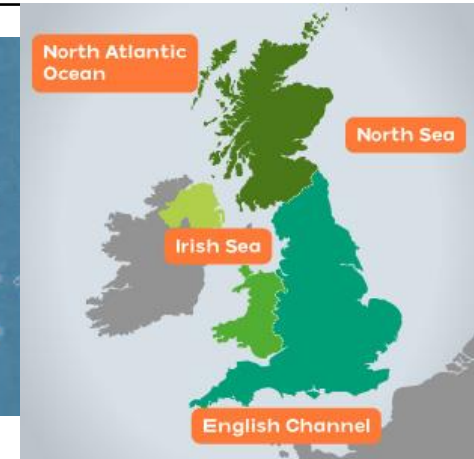 North Atlantic
Ocean
North Sea
Irish Sea
English Channel